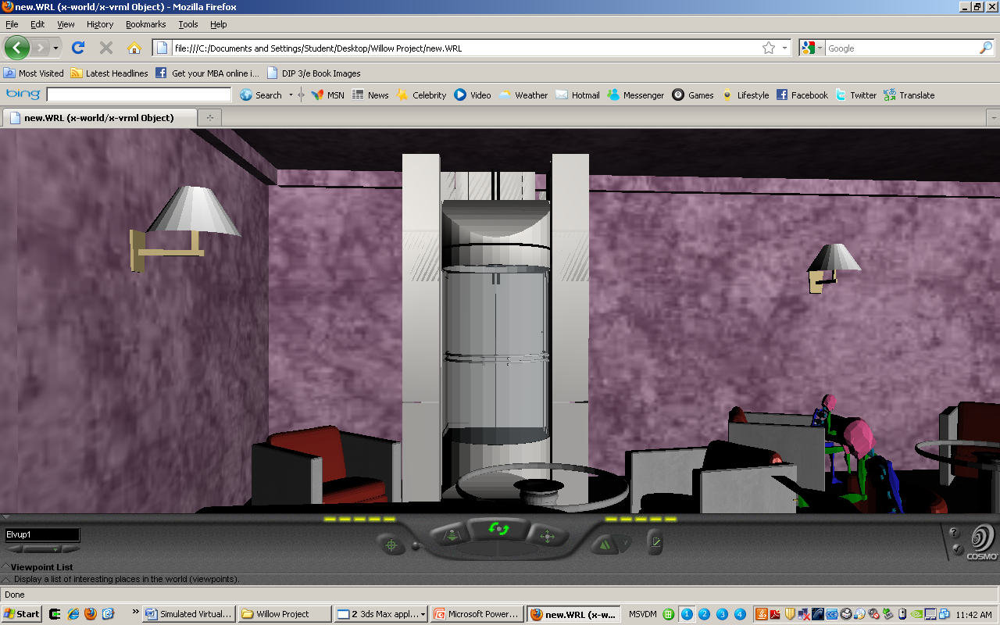 new.WRL (x-world/x-vrml Object) - Mozilla Firefox
File Edit View History Bookmarks Tools Help
file:///C:/Documents and Settings/Student/Desktop/Willow Project/new.WRL
Google
Most Visited Latest Headlines Get your MBA online i... DIP 3/e Book Images
bing Search MSN News Celebrity Video Weather Hotmail Messenger Games Lifestyle Facebook Twitter Translate
new.WRL (x-world/x-vrml Object)
Elvup1
?
COSMO
Viewpoint List
Display a list of interesting places in the world (viewpoints).
Done
Start » Simulated Virtual... Willow Project 2 3ds Max appl... Microsoft Power... new.WRL (x-w... MSVDM 1 2 3 4 11:42 AM